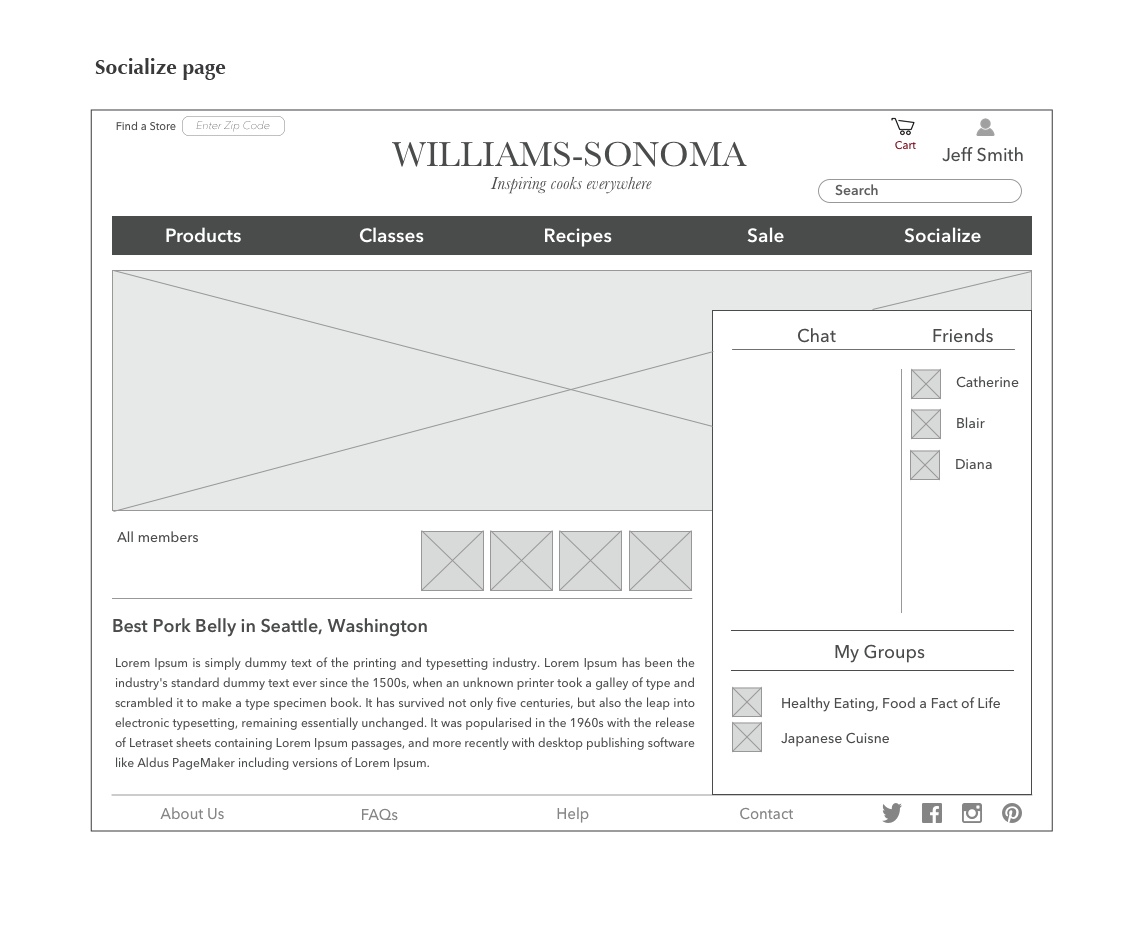 Socialize page
Find a Store
Enter Zip Code
Cart
Jeff Smith
WILLIAMS-SONOMA
Inspiring cooks everywhere
Search
Products
Classes
Recipes
Sale
Socialize
Chat
Friends
Catherine
Blair
Diana
All members
Best Pork Belly in Seattle, Washington
Lorem Ipsum is simply dummy text of the printing and typesetting industry. Lorem Ipsum has been the
industry's standard dummy text ever since the 1500s, when an unknown printer took a galley of type and
scrambled it to make a type specimen book. It has survived not only five centuries, but also the leap into
electronic typesetting, remaining essentially unchanged. It was popularised in the 1960s with the release
of Letraset sheets containing Lorem Ipsum passages, and more recently with desktop publishing software
like Aldus PageMaker including versions of Lorem Ipsum.
My Groups
Healthy Eating, Food a Fact of Life
Japanese Cuisne
About Us
FAQs
Help
Contact